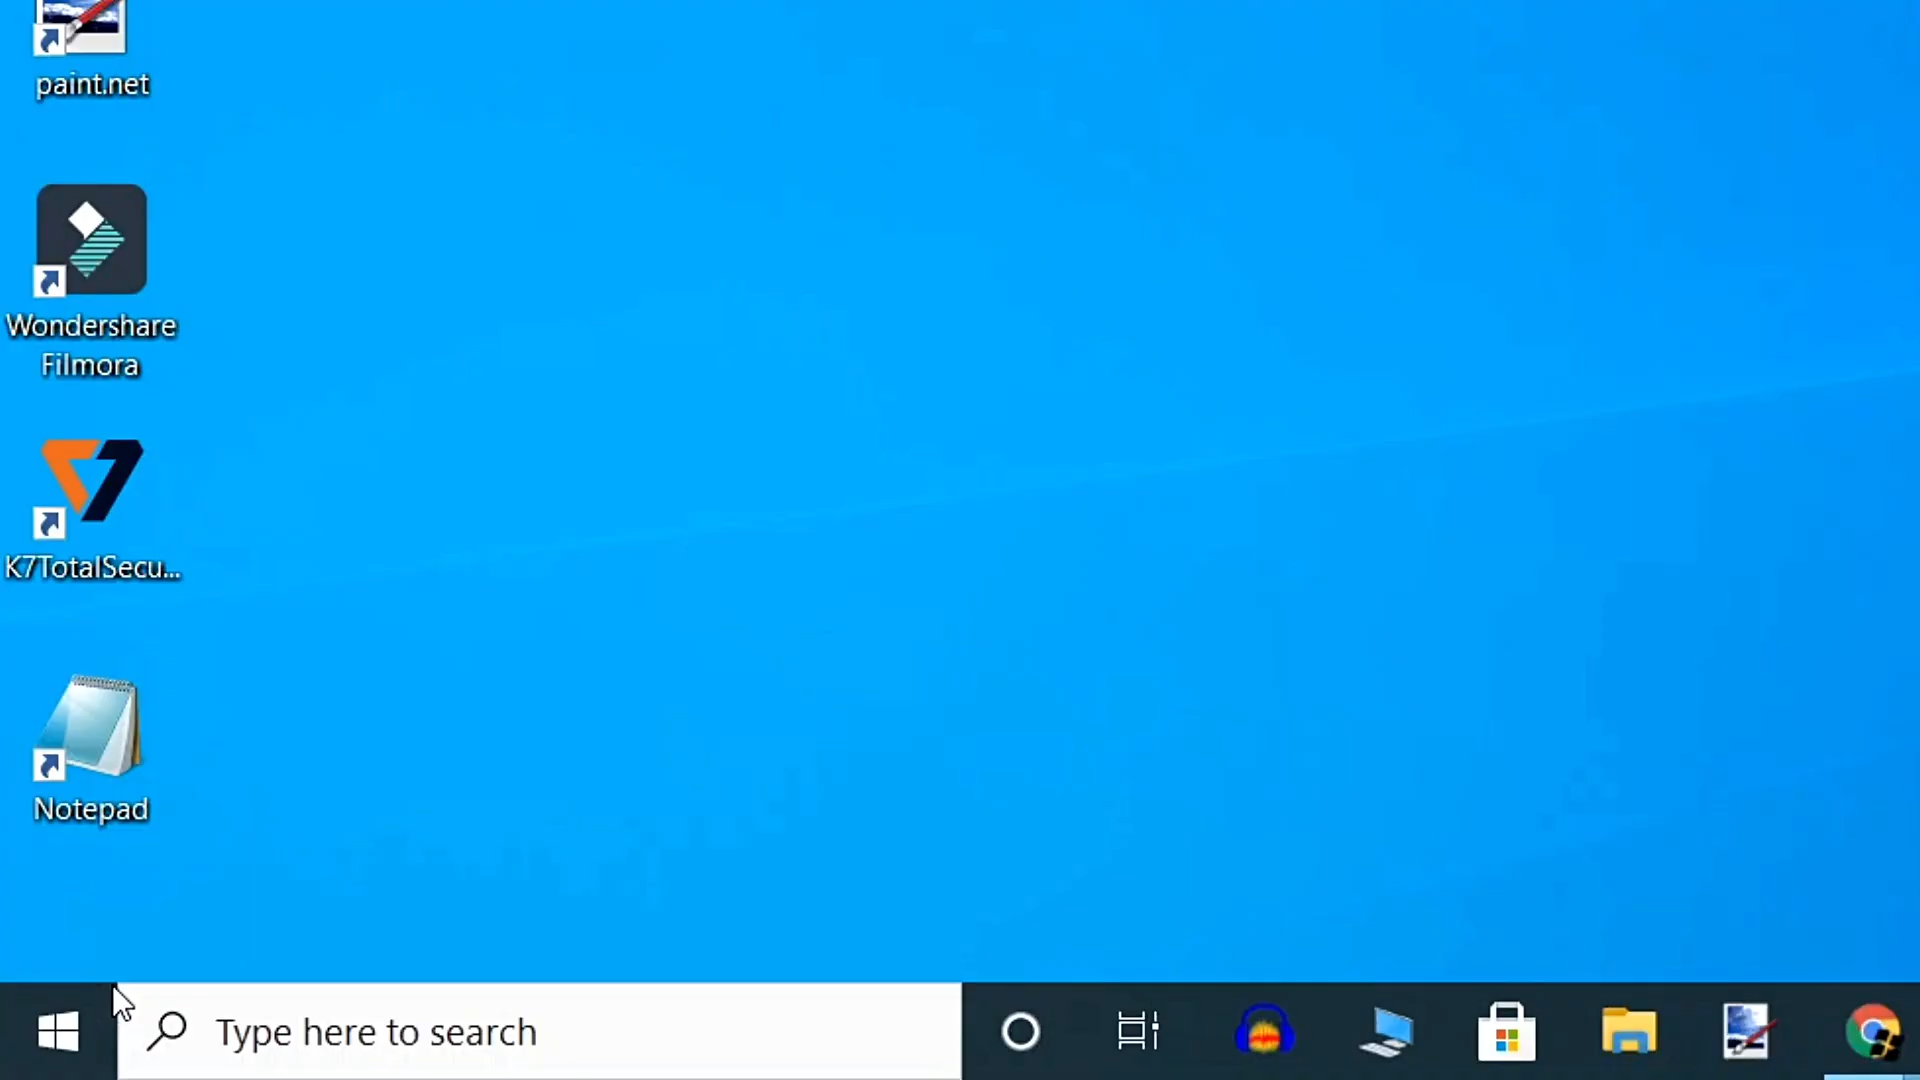 paint.net
Wondershare
Filmora
K7TotalSecu...
Notepad
Type here to search